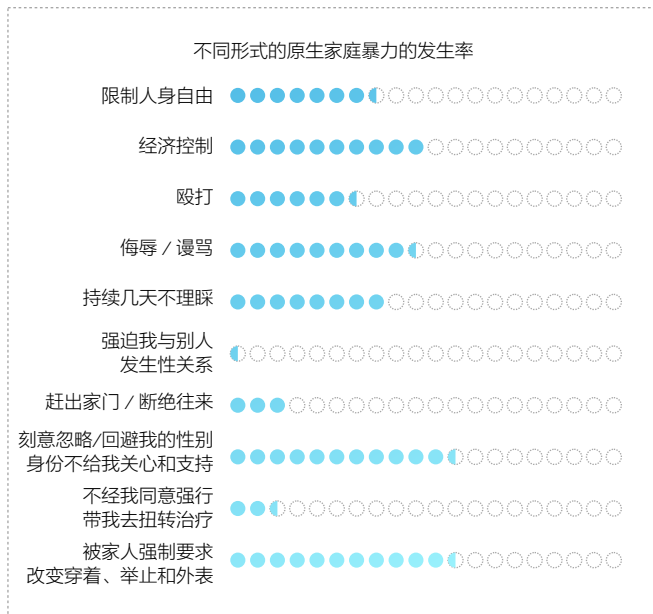 不同形式的原生家庭暴力的发生率
限制人身自由
经济控制
殴打
侮辱 / 谩骂
持续几天不理睬
强迫我与别人
发生性关系
赶出家门 / 断绝往来
刻意忽略/回避我的性别
身份不给我关心和支持
不经我同意强行
带我去扭转治疗
被家人强制要求
改变穿着、举止和外表